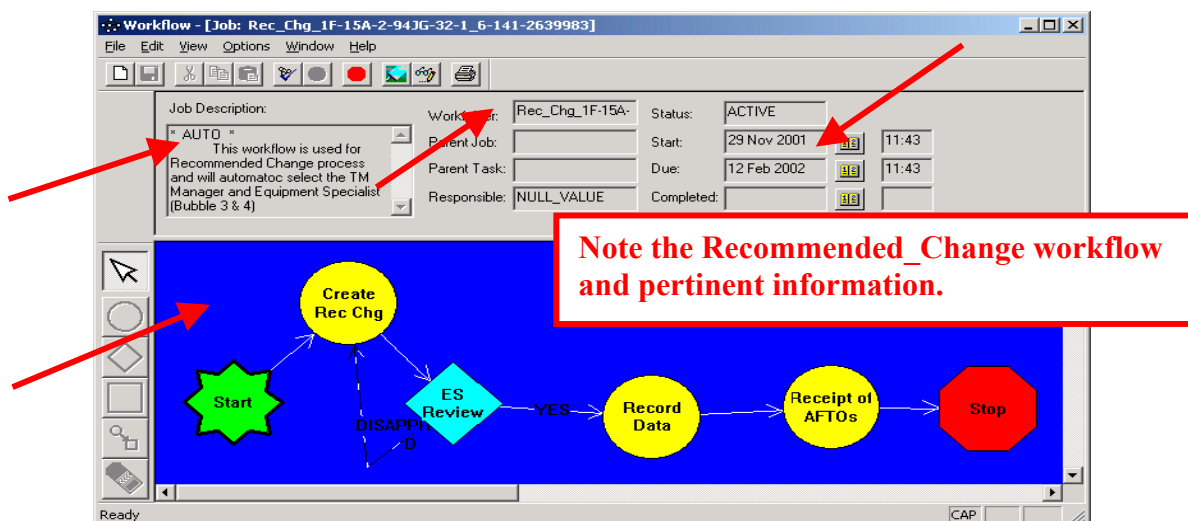 Workflow - [Job: Rec_Chg_1F-15A-2-94JG-32-1_6-141-2639983]
File Edit View Options Window Help
Job Description:
* AUTO *
This workflow is used for
Recommended Change process
and will automatoc select the TM
Manager and Equipment Specialist
(Bubble 3 & 4)
Rec_Chg_1F-15A-
Parent Job:
Parent Task:
Responsible: NULL_VALUE
Status: ACTIVE
Start: 29 Nov 2001 11:43
Due: 12 Feb 2002 11:43
Completed:
Note the Recommended_Change workflow
and pertinent information.
Create
Rec Chg
Start
ES
Review
YES
Record
Data
Receipt of
AFTOs
Stop
Ready CAP